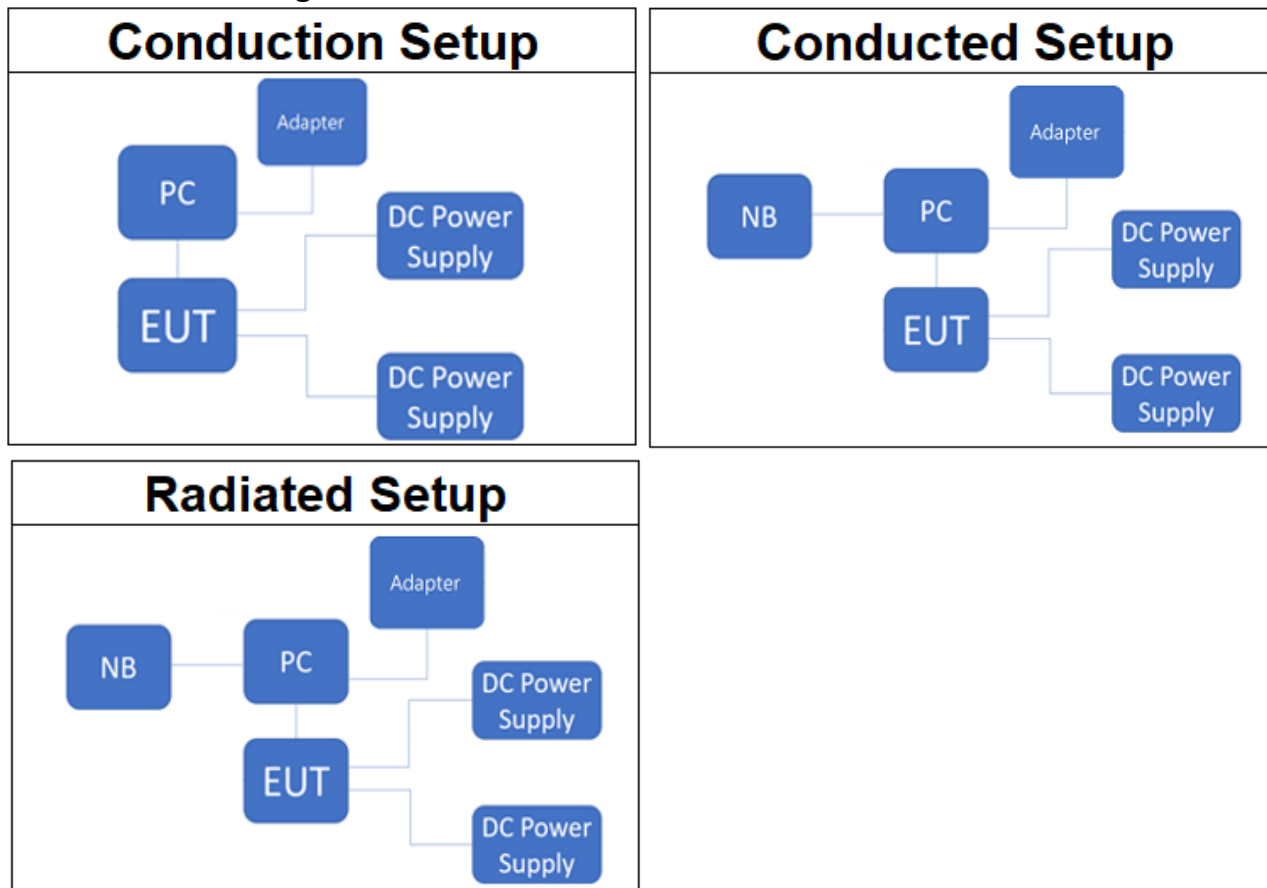 Conduction Setup
Adapter
PC
DC Power
Supply
EUT
DC Power
Supply
Conducted Setup
Adapter
NB
PC
DC Power
Supply
EUT
DC Power
Supply
Radiated Setup
Adapter
NB
PC
DC Power
Supply
EUT
DC Power
Supply